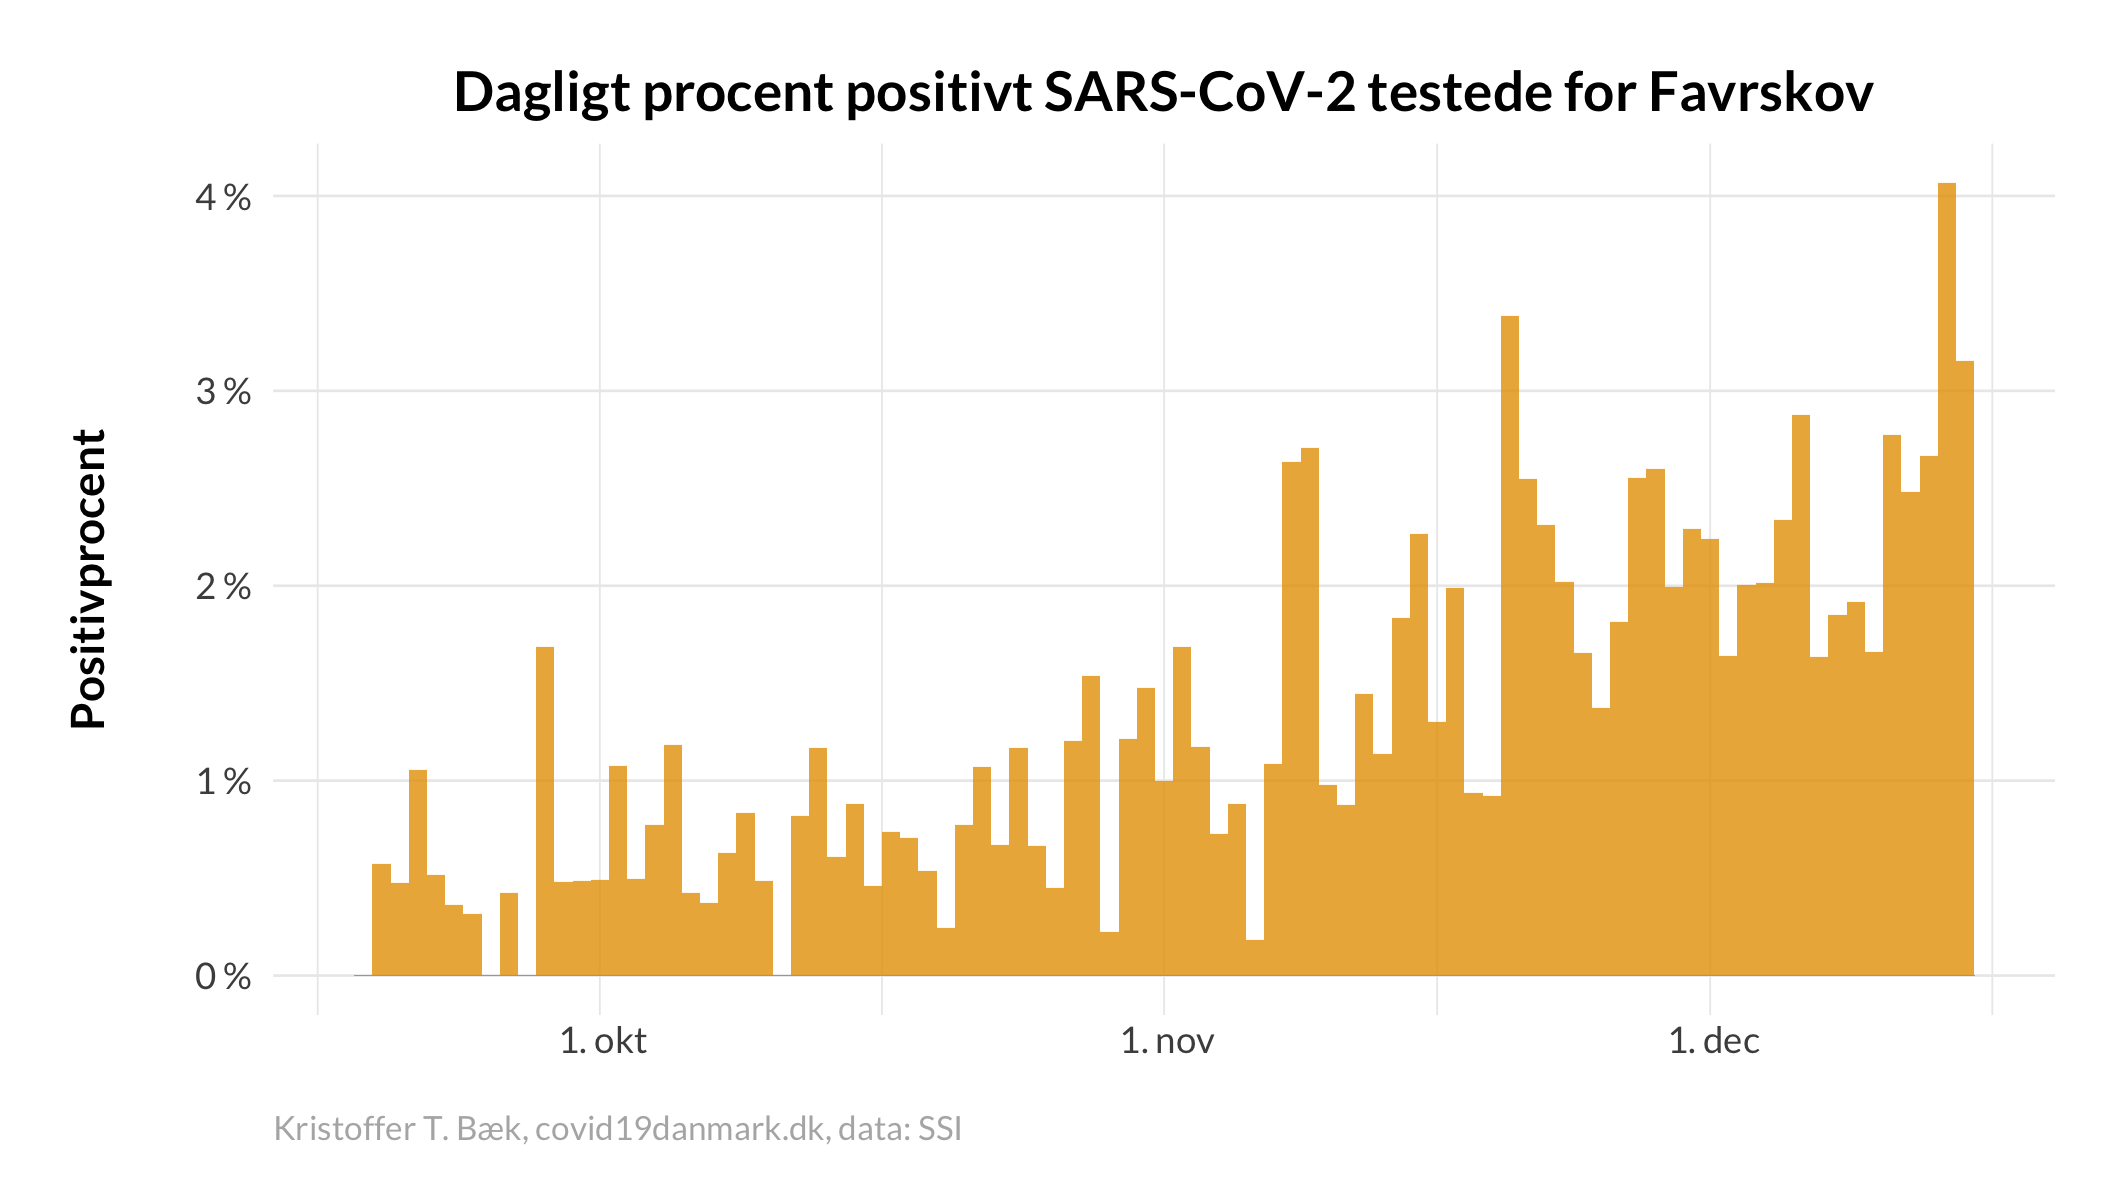 Dagligt procent positivt SARS-CoV-2 testede for Favrskov
Positivprocent
4 %
3 %
2 %
1 %
0 %
1. okt
1. nov
1. dec
Kristoffer T. Bæk, covid19danmark.dk, data: SSI